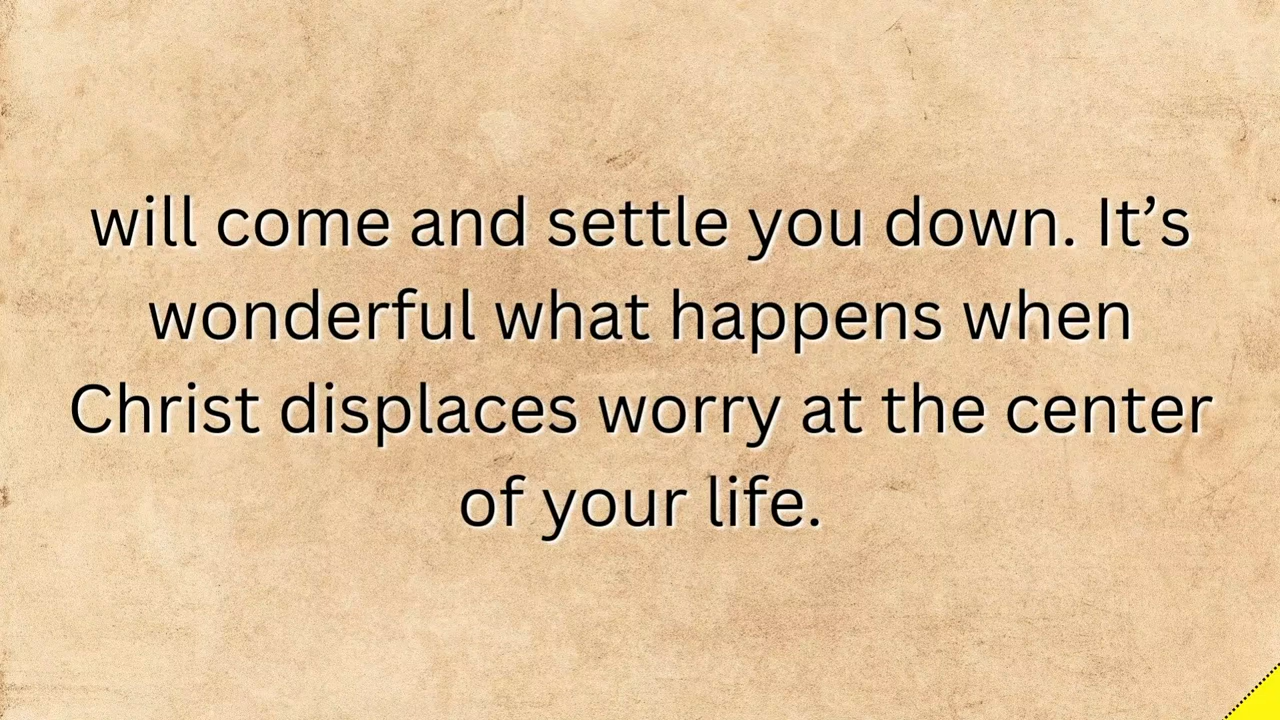 will come and settle you down. It’s
wonderful what happens when
Christ displaces worry at the center
of your life.